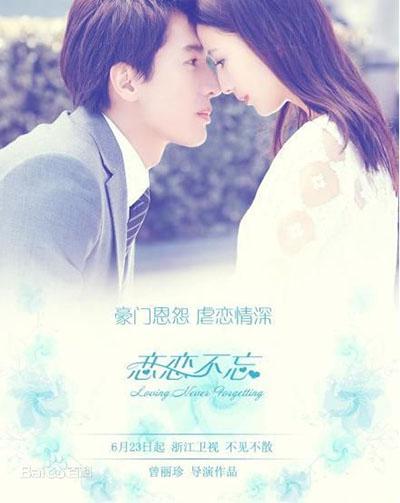 豪门恩怨 虐恋情深
恋恋不忘
Loving Never Forgetting
6月23日起 浙江卫视 不见不散
Baidu百科
曾丽珍 导演作品